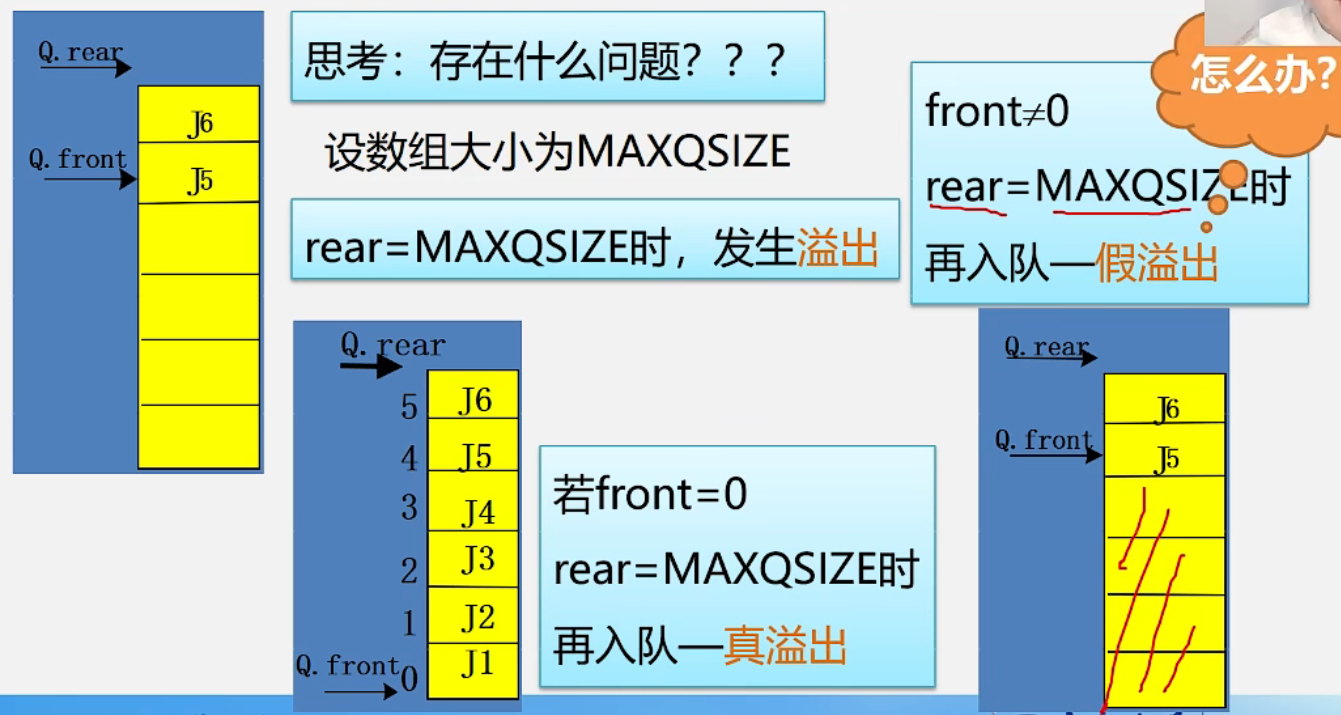 Q.rear
J6
Q.front
J5
思考：存在什么问题？？？
设数组大小为MAXQSIZE
rear=MAXQSIZE时，发生溢出
怎么办?
front≠0
rear=MAXQSIZE时
再入队—假溢出
Q.rear
5 J6
4 J5
3 J4
2 J3
1 J2
Q.front 0 J1
若front=0
rear=MAXQSIZE时
再入队—真溢出
Q.rear
J6
Q.front
J5